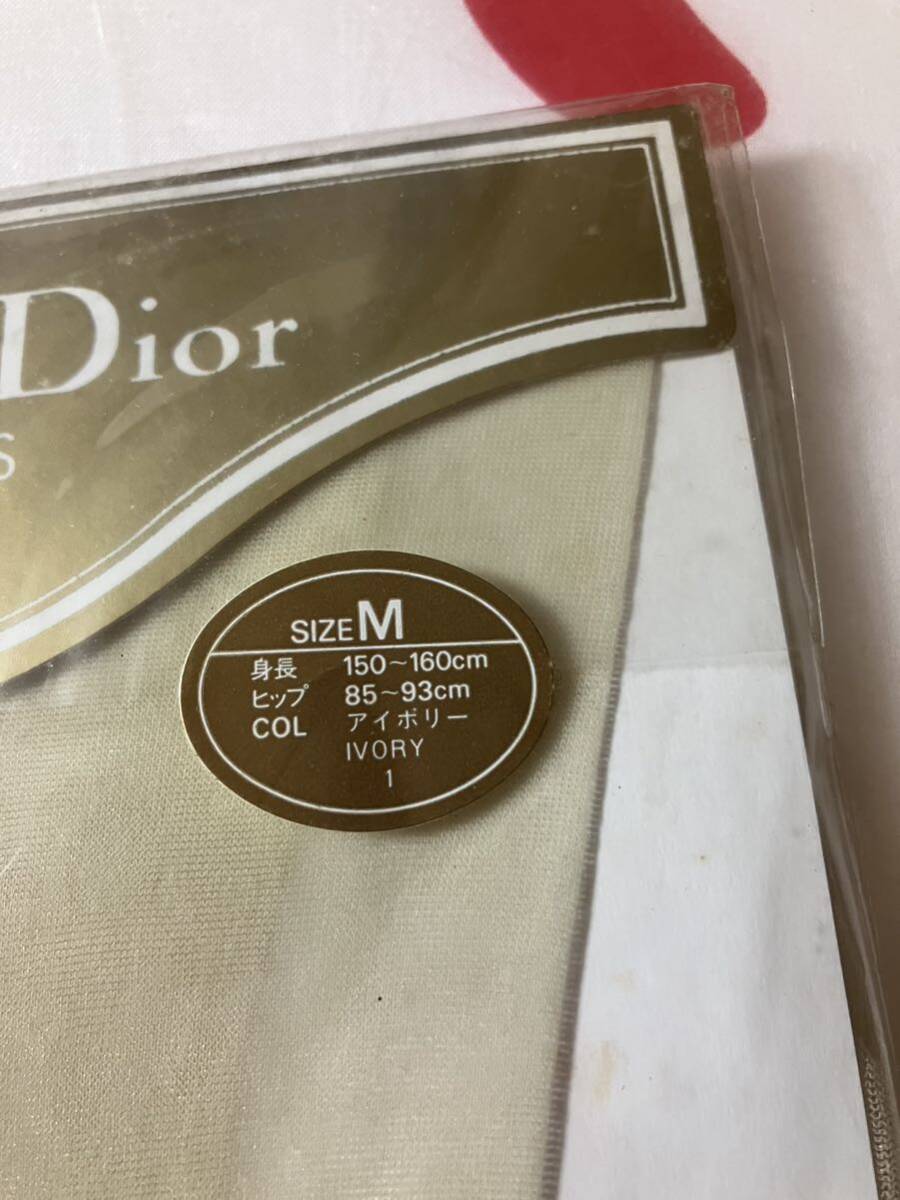 Dior
S
SIZE M
身長 150~160cm
ヒップ 85~93cm
COL アイボリー
IVORY
1